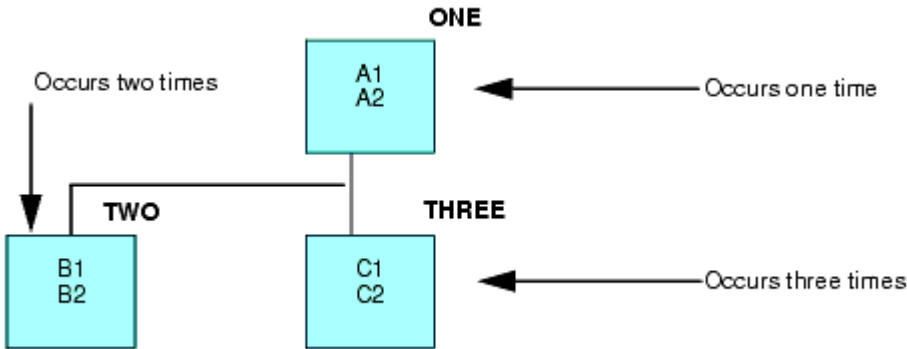 ONE
Occurs two times
A1
A2
Occurs one time
TWO
THREE
B1
B2
C1
C2
Occurs three times